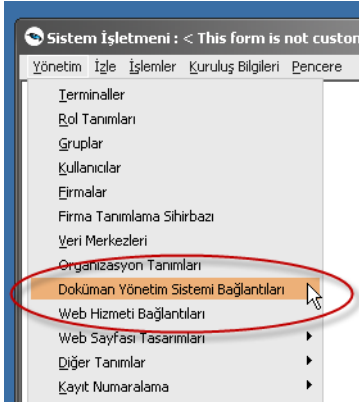 Sistem İşletmeni : < This form is not custom
Yönetim İzle İşlemler Kuruluş Bilgileri Pencere
Terminaller
Rol Tanımları
Gruplar
Kullanıcılar
Firmalar
Firma Tanımlama Sihirbazı
Veri Merkezleri
Organizasyon Tanımları
Doküman Yönetim Sistemi Bağlantıları
Web Hizmeti Bağlantıları
Web Sayfası Tasarımları
Diğer Tanımlar
Kayıt Numaralama